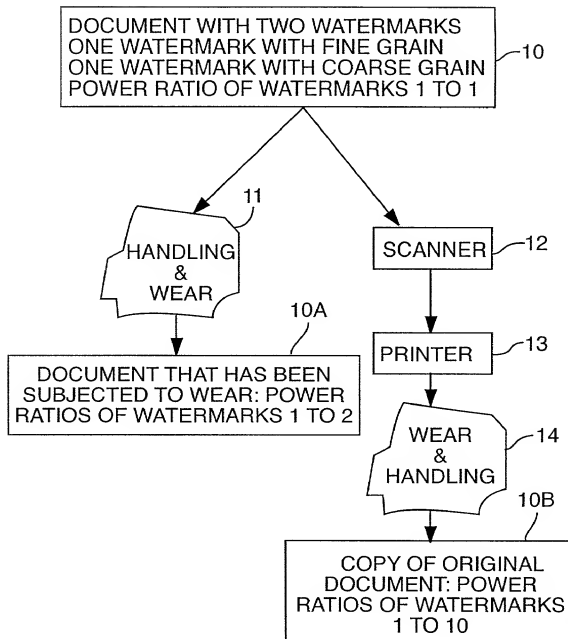 DOCUMENT WITH TWO WATERMARKS
ONE WATERMARK WITH FINE GRAIN
ONE WATERMARK WITH COARSE GRAIN
POWER RATIO OF WATERMARKS 1 TO 1
10
11
HANDLING
&
WEAR
SCANNER
12
10A
DOCUMENT THAT HAS BEEN
SUBJECTED TO WEAR: POWER
RATIOS OF WATERMARKS 1 TO 2
PRINTER
13
WEAR
&
HANDLING
14
10B
COPY OF ORIGINAL
DOCUMENT: POWER
RATIOS OF WATERMARKS
1 TO 10